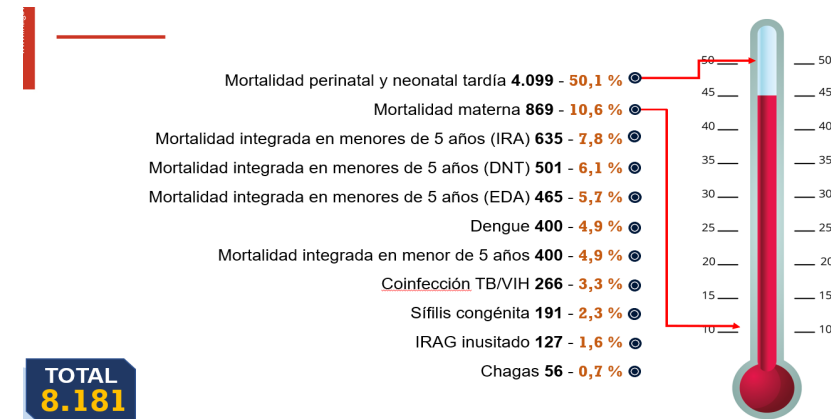 Mortalidad perinatal y neonatal tardía 4.099 - 50,1 %
Mortalidad materna 869 - 10,6 %
Mortalidad integrada en menores de 5 años (IRA) 635 - 7,8 %
Mortalidad integrada en menores de 5 años (DNT) 501 - 6,1 %
Mortalidad integrada en menores de 5 años (EDA) 465 - 5,7 %
Dengue 400 - 4,9 %
Mortalidad integrada en menor de 5 años 400 - 4,9 %
Coinfección TB/VIH 266 - 3,3 %
Sífilis congénita 191 - 2,3 %
IRAG inusitado 127 - 1,6 %
Chagas 56 - 0,7 %
TOTAL
8.181
50 50
45 45
40 40
35 35
30 30
25 25
20 20
15 15
10 10